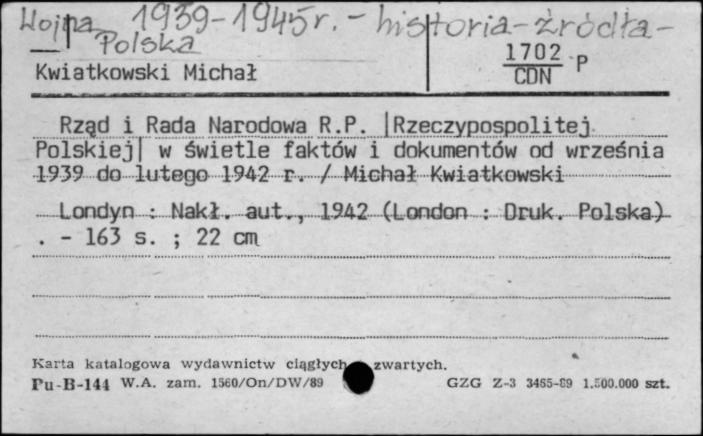 Wojna 1939-1945 r. - historia - źródła -
Polska
1702 P
CDN
Kwiatkowski Michał
Rząd i Rada Narodowa R.P. |Rzeczypospolitej
Polskiej| w świetle faktów i dokumentów od września
1939 do lutego 1942 r. / Michał Kwiatkowski
Londyn : Nakł. aut., 1942 (London : Druk. Polska)
. - 163 s. ; 22 cm
Karta katalogowa wydawnictw ciągłych zwartych.
Pu-B-144 W.A. zam. 1560/On/DW/89 GZG Z-3 3465-89 1.500.000 szt.